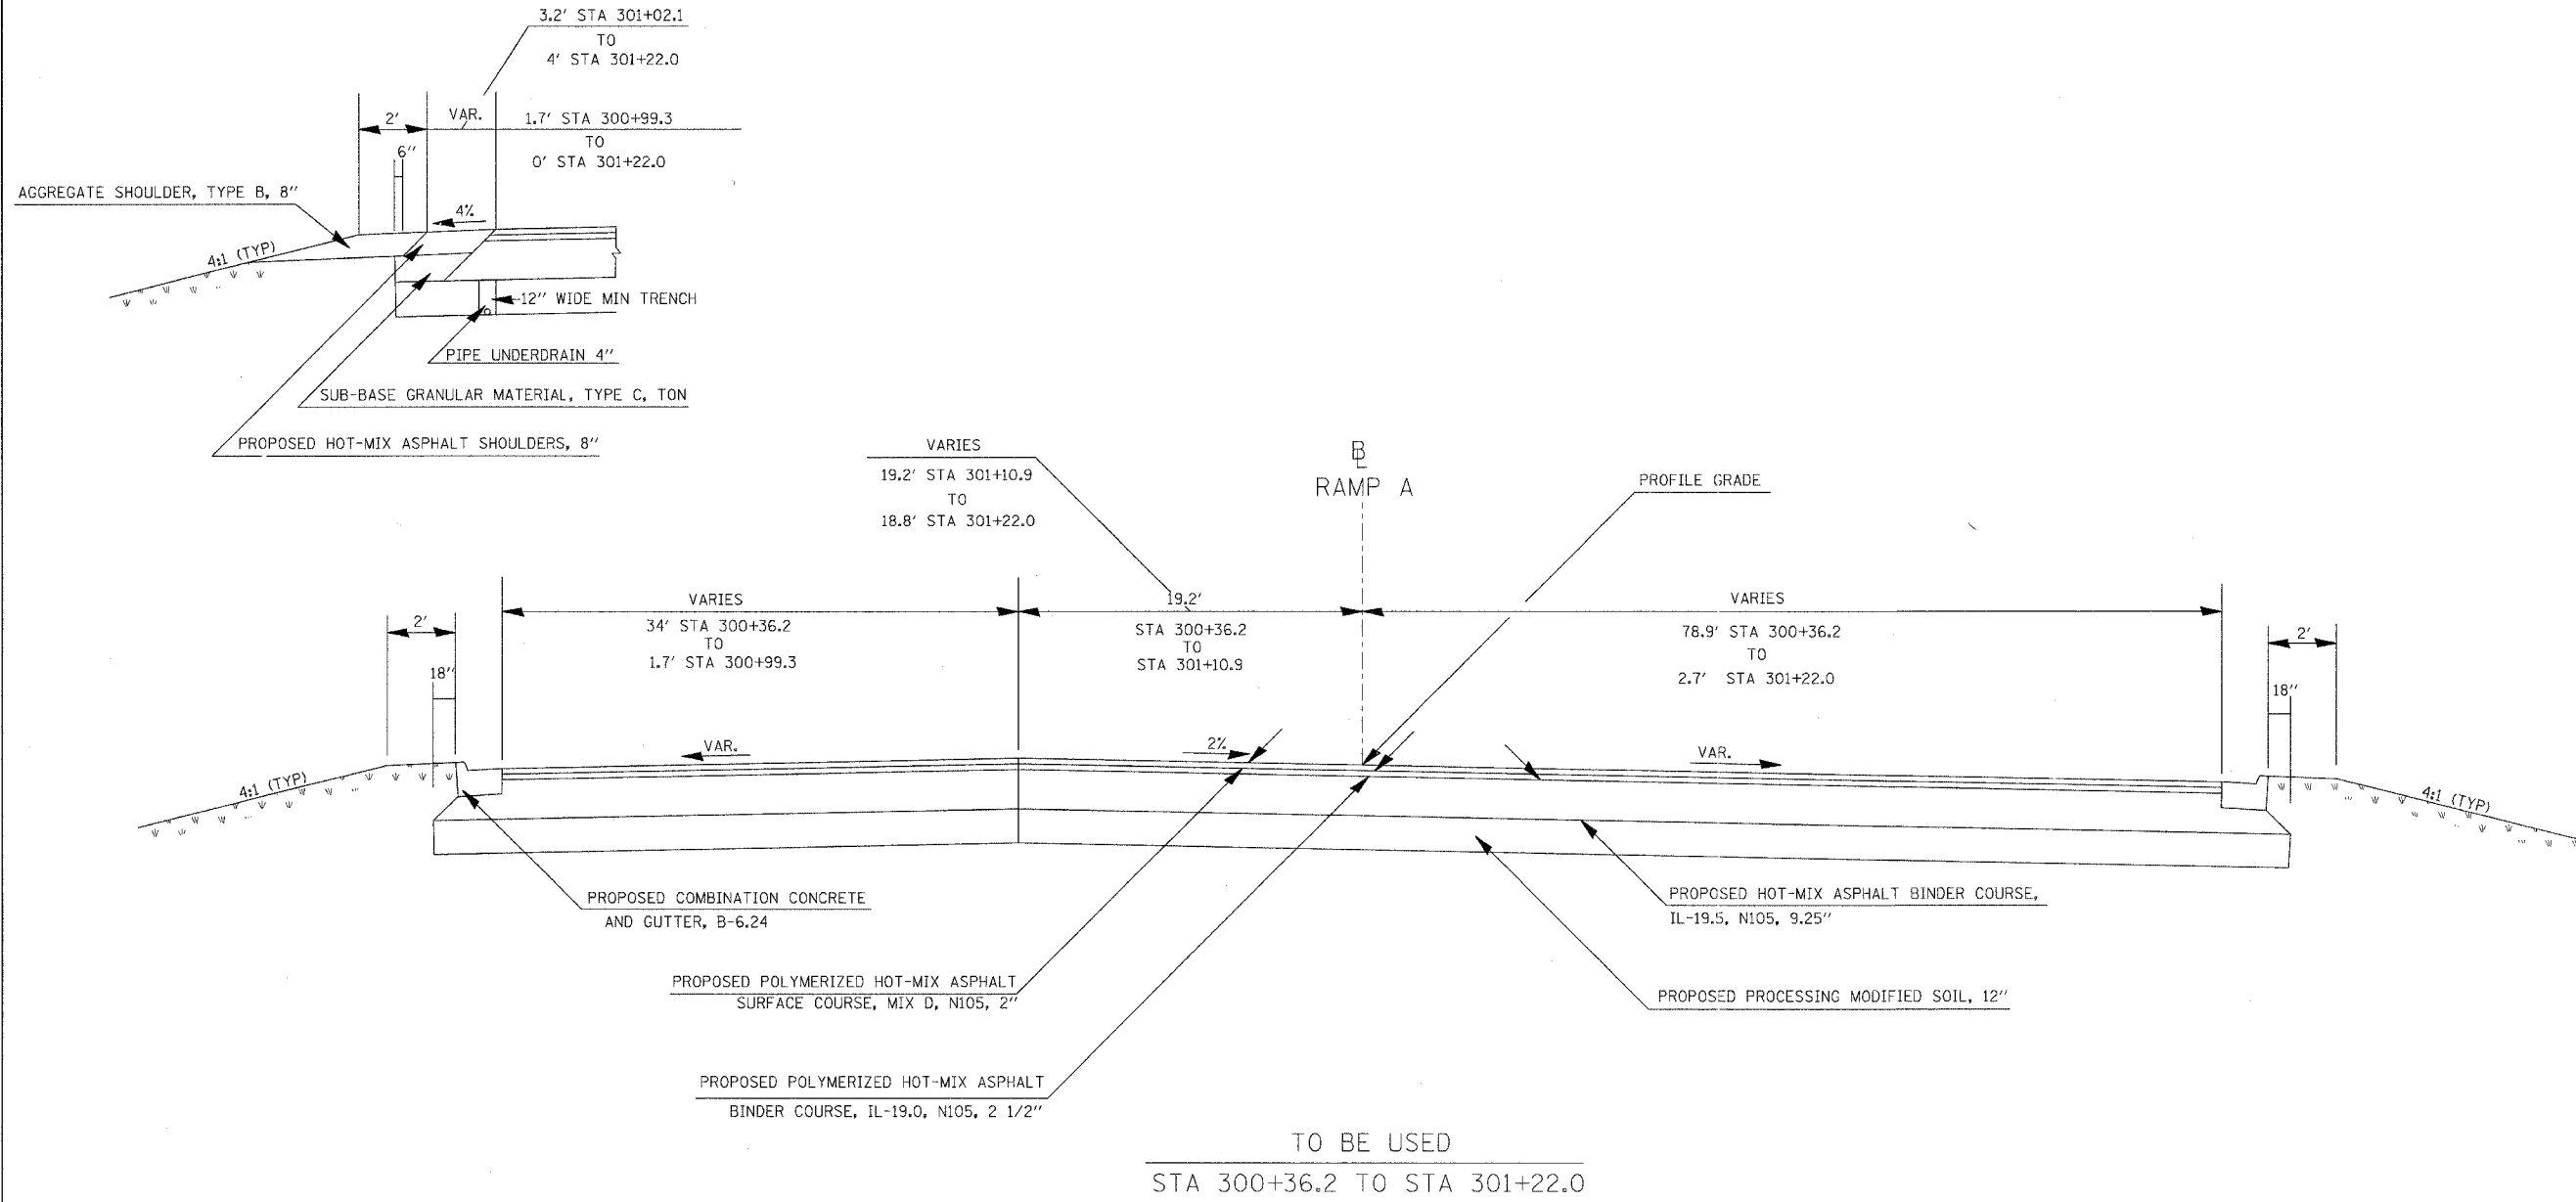 3.2' STA 301+02.1
TO
4' STA 301+22.0
2'
VAR.
1.7' STA 300+99.3
TO
0' STA 301+22.0
6"
AGGREGATE SHOULDER, TYPE B, 8"
4%
4:1 (TYP)
12" WIDE MIN TRENCH
PIPE UNDERDRAIN 4"
SUB-BASE GRANULAR MATERIAL, TYPE C, TON
PROPOSED HOT-MIX ASPHALT SHOULDERS, 8"
VARIES
19.2' STA 301+10.9
TO
18.8' STA 301+22.0
BL
RAMP A
PROFILE GRADE
2'
18"
VARIES
34' STA 300+36.2
TO
1.7' STA 300+99.3
19.2'
STA 300+36.2
TO
STA 301+10.9
VARIES
78.9' STA 300+36.2
TO
2.7' STA 301+22.0
2'
18"
4:1 (TYP)
VAR.
2%
VAR.
4:1 (TYP)
PROPOSED COMBINATION CONCRETE
AND GUTTER, B-6.24
PROPOSED HOT-MIX ASPHALT BINDER COURSE,
IL-19.5, N105, 9.25"
PROPOSED POLYMERIZED HOT-MIX ASPHALT
SURFACE COURSE, MIX D, N105, 2"
PROPOSED PROCESSING MODIFIED SOIL, 12"
PROPOSED POLYMERIZED HOT-MIX ASPHALT
BINDER COURSE, IL-19.0, N105, 2 1/2"
TO BE USED
STA 300+36.2 TO STA 301+22.0